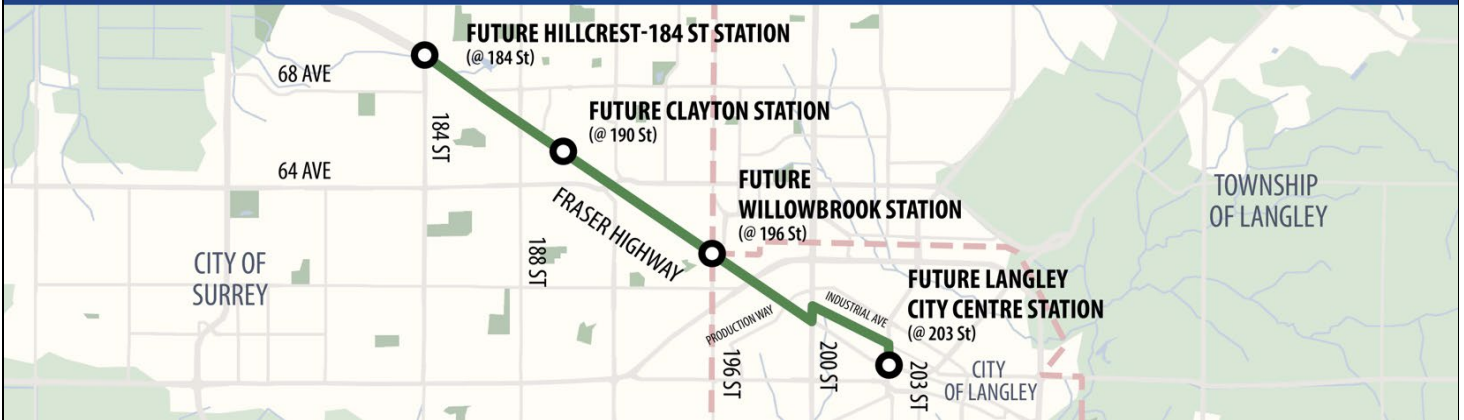 FUTURE HILLCREST-184 ST STATION
(@ 184 St)
68 AVE
184 ST
FUTURE CLAYTON STATION
(@ 190 St)
64 AVE
FUTURE
WILLOWBROOK STATION
(@ 196 St)
TOWNSHIP
OF LANGLEY
FRASER HIGHWAY
188 ST
CITY OF
SURREY
FUTURE LANGLEY
CITY CENTRE STATION
(@ 203 St)
PRODUCTION WAY
INDUSTRIAL AVE
196 ST
200 ST
203 ST
CITY
OF LANGLEY